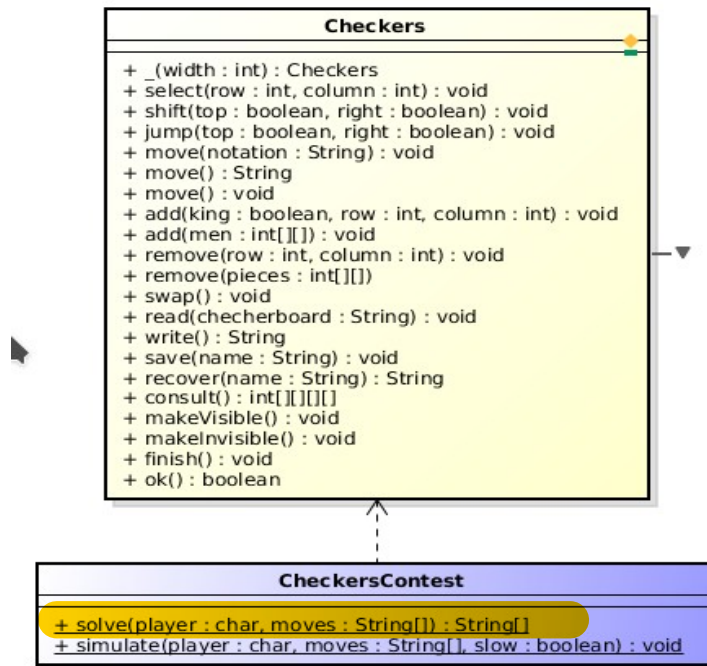 Checkers
+ _(width : int) : Checkers
+ select(row : int, column : int) : void
+ shift(top : boolean, right : boolean) : void
+ jump(top : boolean, right : boolean) : void
+ move(notation : String) : void
+ move() : String
+ move() : void
+ add(king : boolean, row : int, column : int) : void
+ add(men : int[][]) : void
+ remove(row : int, column : int) : void
+ remove(pieces : int[][])
+ swap() : void
+ read(checherboard : String) : void
+ write() : String
+ save(name : String) : void
+ recover(name : String) : String
+ consult() : int[][][][]
+ makeVisible() : void
+ makeInvisible() : void
+ finish() : void
+ ok() : boolean
CheckersContest
+ solve(player : char, moves : String[]) : String[]
+ simulate(player : char, moves : String[], slow : boolean) : void